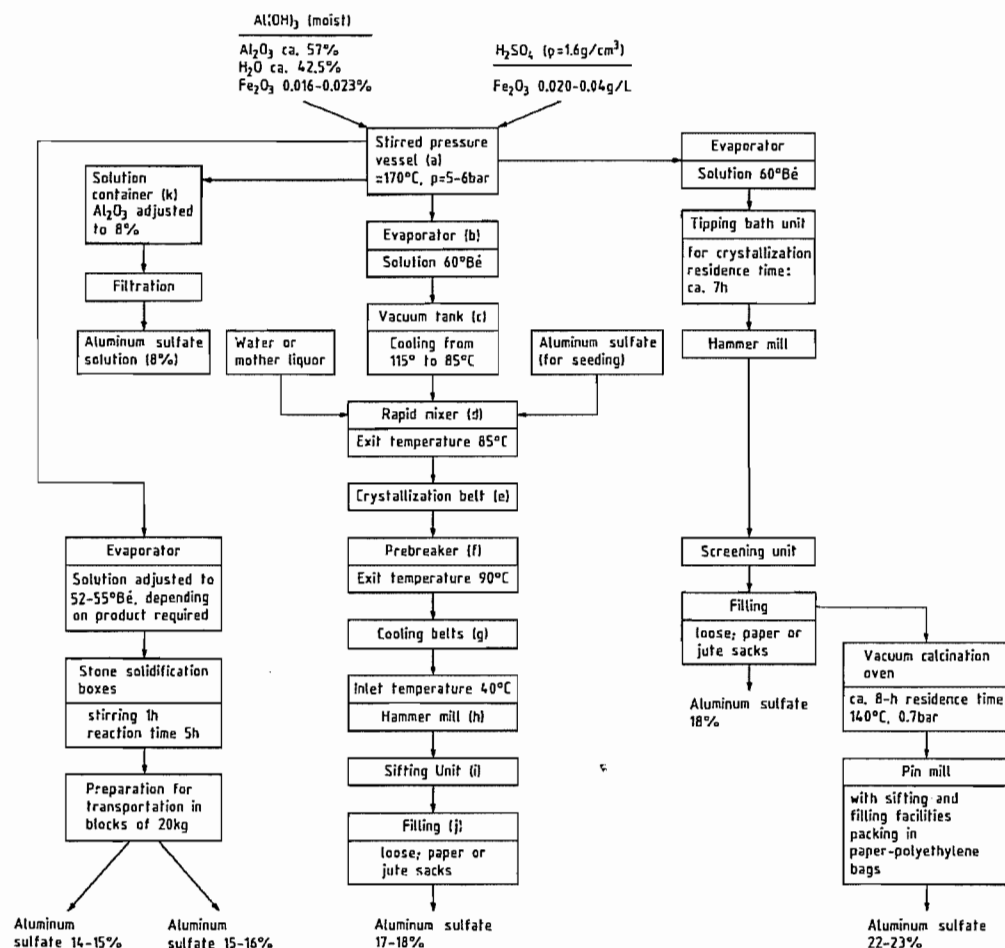 Al(OH)₃ (moist)
Al₂O₃ ca. 57%
H₂O ca. 42.5%
Fe₂O₃ 0.016–0.023%
H₂SO₄ (p=1.6g/cm³)
Fe₂O₃ 0.020–0.04g/L
Stirred pressure
vessel (a)
≈170°C, p=5–6bar
Solution
container (k)
Al₂O₃ adjusted
to 8%
Filtration
Aluminum sulfate
solution (8%)
Evaporator (b)
Solution 60°Bé
Vacuum tank (c)
Cooling from
115° to 85°C
Water or
mother liquor
Aluminum sulfate
(for seeding)
Rapid mixer (d)
Exit temperature 85°C
Crystallization belt (e)
Prebreaker (f)
Exit temperature 90°C
Cooling belts (g)
Inlet temperature 40°C
Hammer mill (h)
Sifting Unit (i)
Filling (j)
loose; paper or
jute sacks
Aluminum sulfate
17–18%
Evaporator
Solution adjusted to
52–55°Bé, depending
on product required
Stone solidification
boxes
stirring 1h
reaction time 5h
Preparation for
transportation in
blocks of 20kg
Aluminum
sulfate 14–15%
Aluminum
sulfate 15–16%
Evaporator
Solution 60°Bé
Tipping bath unit
for crystallization
residence time:
ca. 7h
Hammer mill
Screening unit
Filling
loose; paper or
jute sacks
Aluminum sulfate
18%
Vacuum calcination
oven
ca. 8-h residence time
140°C, 0.7bar
Pin mill
with sifting and
filling facilities
packing in
paper-polyethylene
bags
Aluminum sulfate
22–23%